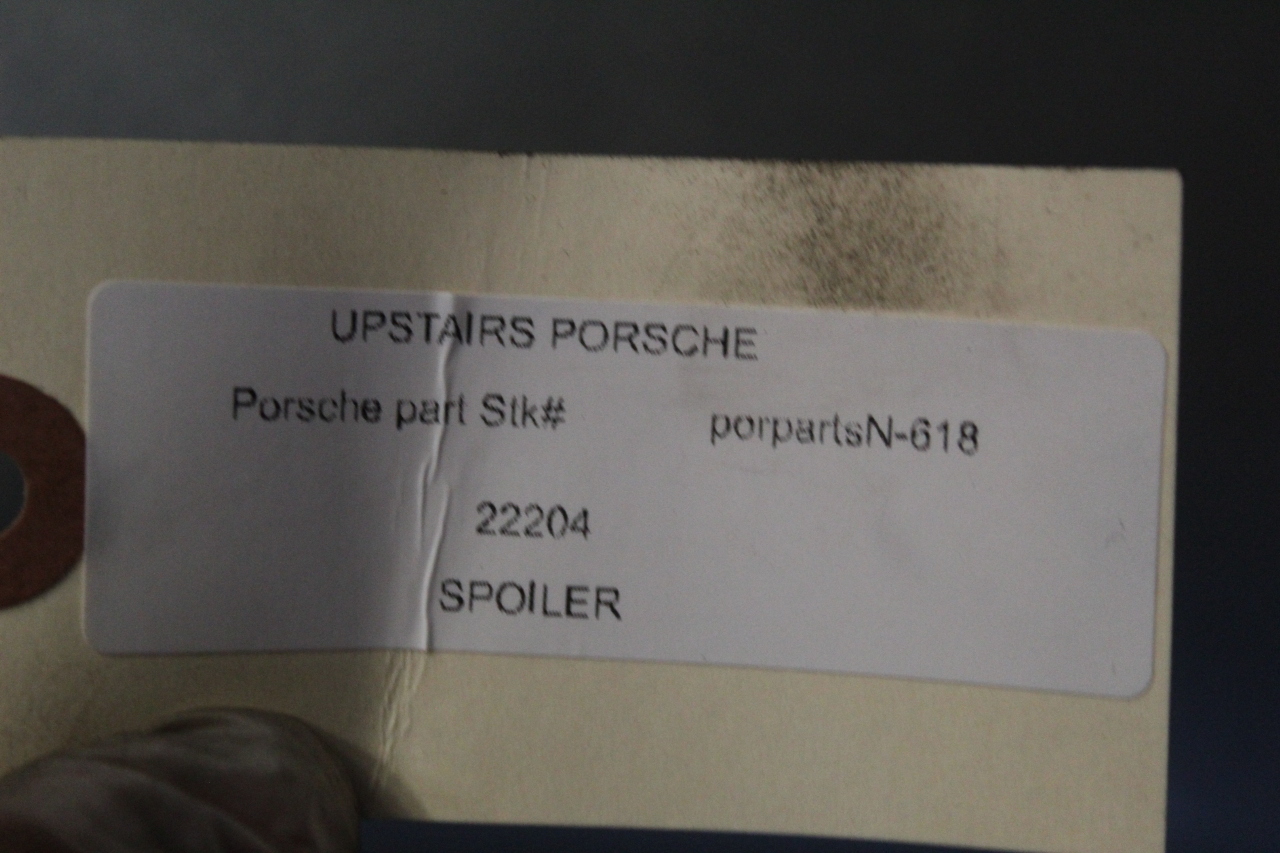 UPSTAIRS PORSCHE
Porsche part Stk# porpartsN-618
22204
SPOILER